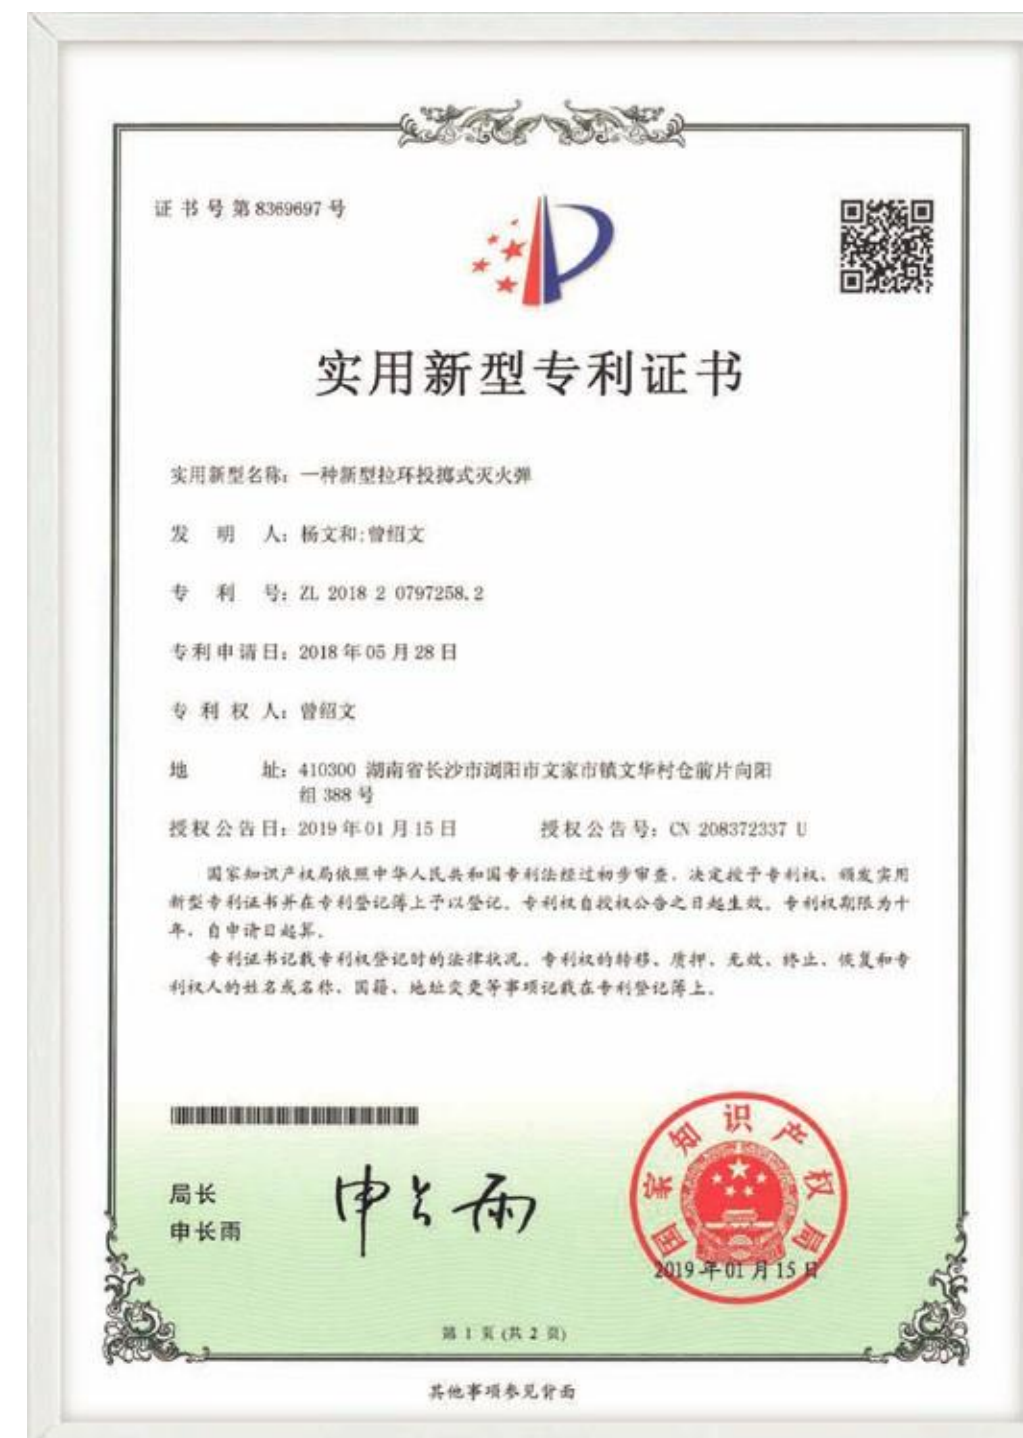 证书号第8369697号
实用新型专利证书
实用新型名称：一种新型拉环投掷式灭火弹
发明人：杨文和;曾绍文
专利号：ZL 2018 2 0797258.2
专利申请日：2018年05月28日
专利权人：曾绍文
地址：410300 湖南省长沙市浏阳市文家市镇文华村仓前片向阳
组388号
授权公告日：2019年01月15日 授权公告号：CN 208372337 U
国家知识产权局依照中华人民共和国专利法经过初步审查，决定授予专利权，颁发实用
新型专利证书并在专利登记簿上予以登记。专利权自授权公告之日起生效。专利权期限为十
年，自申请日起算。
专利证书记载专利权登记时的法律状况。专利权的转移、质押、无效、终止、恢复和专
利权人的姓名或名称、国籍、地址变更等事项记载在专利登记簿上。
局长
申长雨
申长雨
国家知识产权局
2019年01月15日
第1页(共2页)
其他事项参见背面